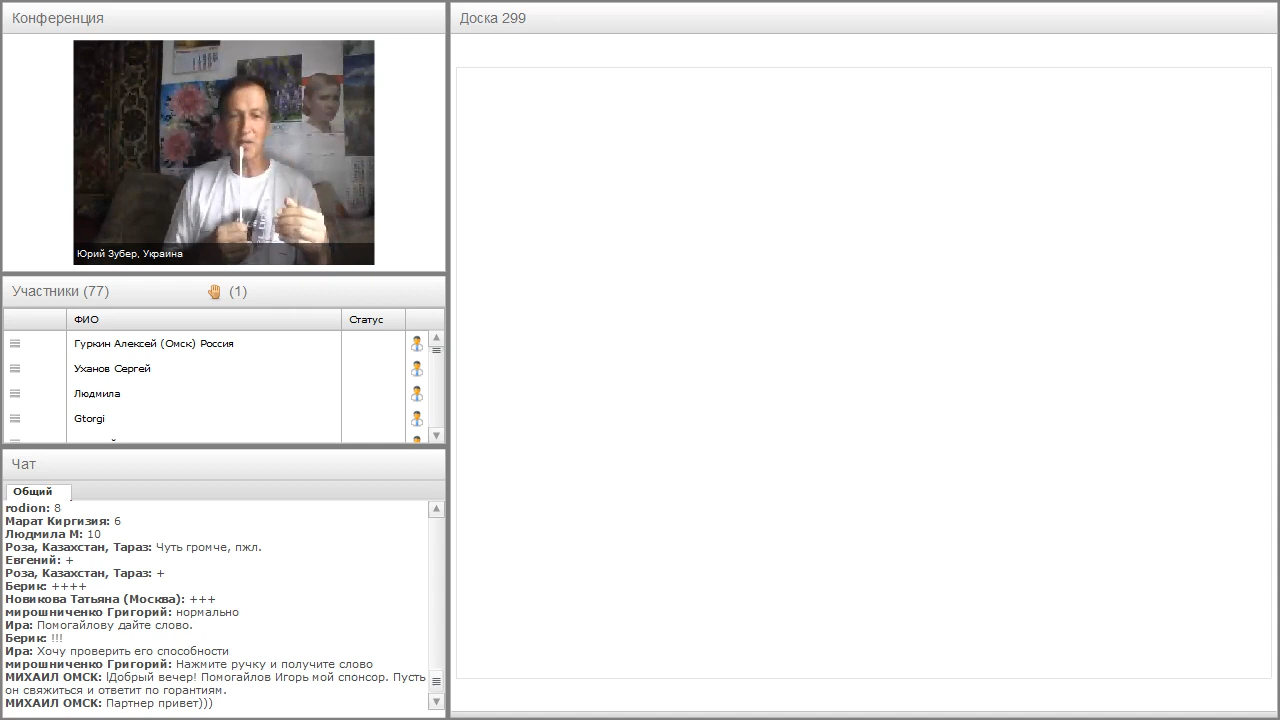 Конференция
Юрий Зубер, Украина
Участники (77) (1)
ФИО Статус
Гуркин Алексей (Омск) Россия
Уханов Сергей
Людмила
Gtorgi
Чат
Общий
rodion: 8
Марат Киргизия: 6
Людмила М: 10
Роза, Казахстан, Тараз: Чуть громче, пжл.
Евгений: +
Роза, Казахстан, Тараз: +
Берик: ++++
Новикова Татьяна (Москва): +++
мирошниченко Григорий: нормально
Ира: Помогайлову дайте слово.
Берик: !!!
Ира: Хочу проверить его способности
мирошниченко Григорий: Нажмите ручку и получите слово
МИХАИЛ ОМСК: !Добрый вечер! Помогайлов Игорь мой спонсор. Пусть
он свяжиться и ответит по гарантиям.
МИХАИЛ ОМСК: Партнер привет)))
Доска 299